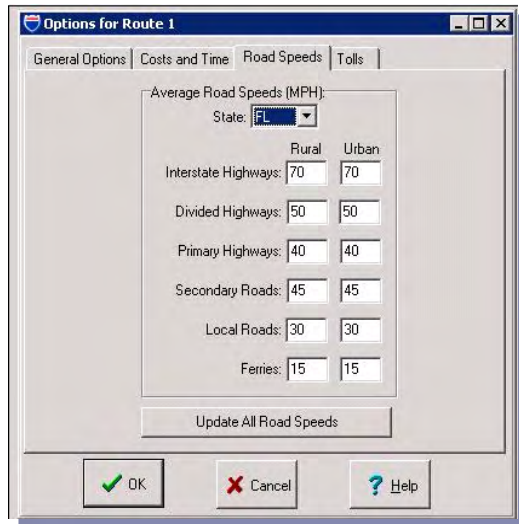 Options for Route 1
General Options Costs and Time Road Speeds Tolls
Average Road Speeds (MPH):
State: FL
Rural Urban
Interstate Highways: 70 70
Divided Highways: 50 50
Primary Highways: 40 40
Secondary Roads: 45 45
Local Roads: 30 30
Ferries: 15 15
Update All Road Speeds
OK Cancel ? Help